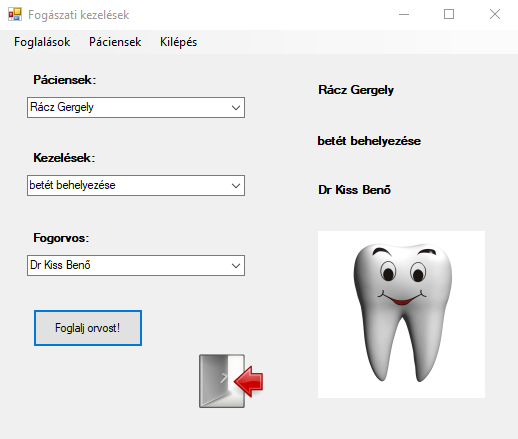 Fogászati kezelések
Foglalások Páciensek Kilépés
Páciensek:
Rácz Gergely
Kezelések:
betét behelyezése
Fogorvos:
Dr Kiss Benő
Foglalj orvost!
Rácz Gergely
betét behelyezése
Dr Kiss Benő